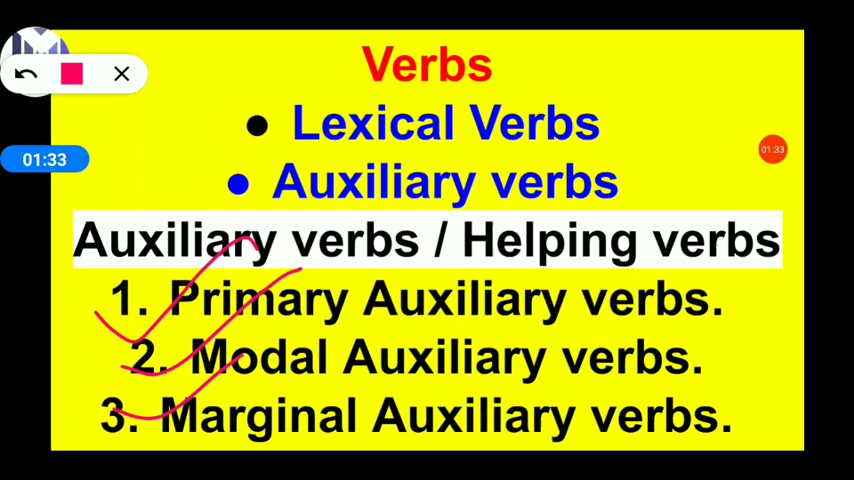 Verbs
● Lexical Verbs
● Auxiliary verbs
Auxiliary verbs / Helping verbs
1. Primary Auxiliary verbs.
2. Modal Auxiliary verbs.
3. Marginal Auxiliary verbs.
01:33
01:33